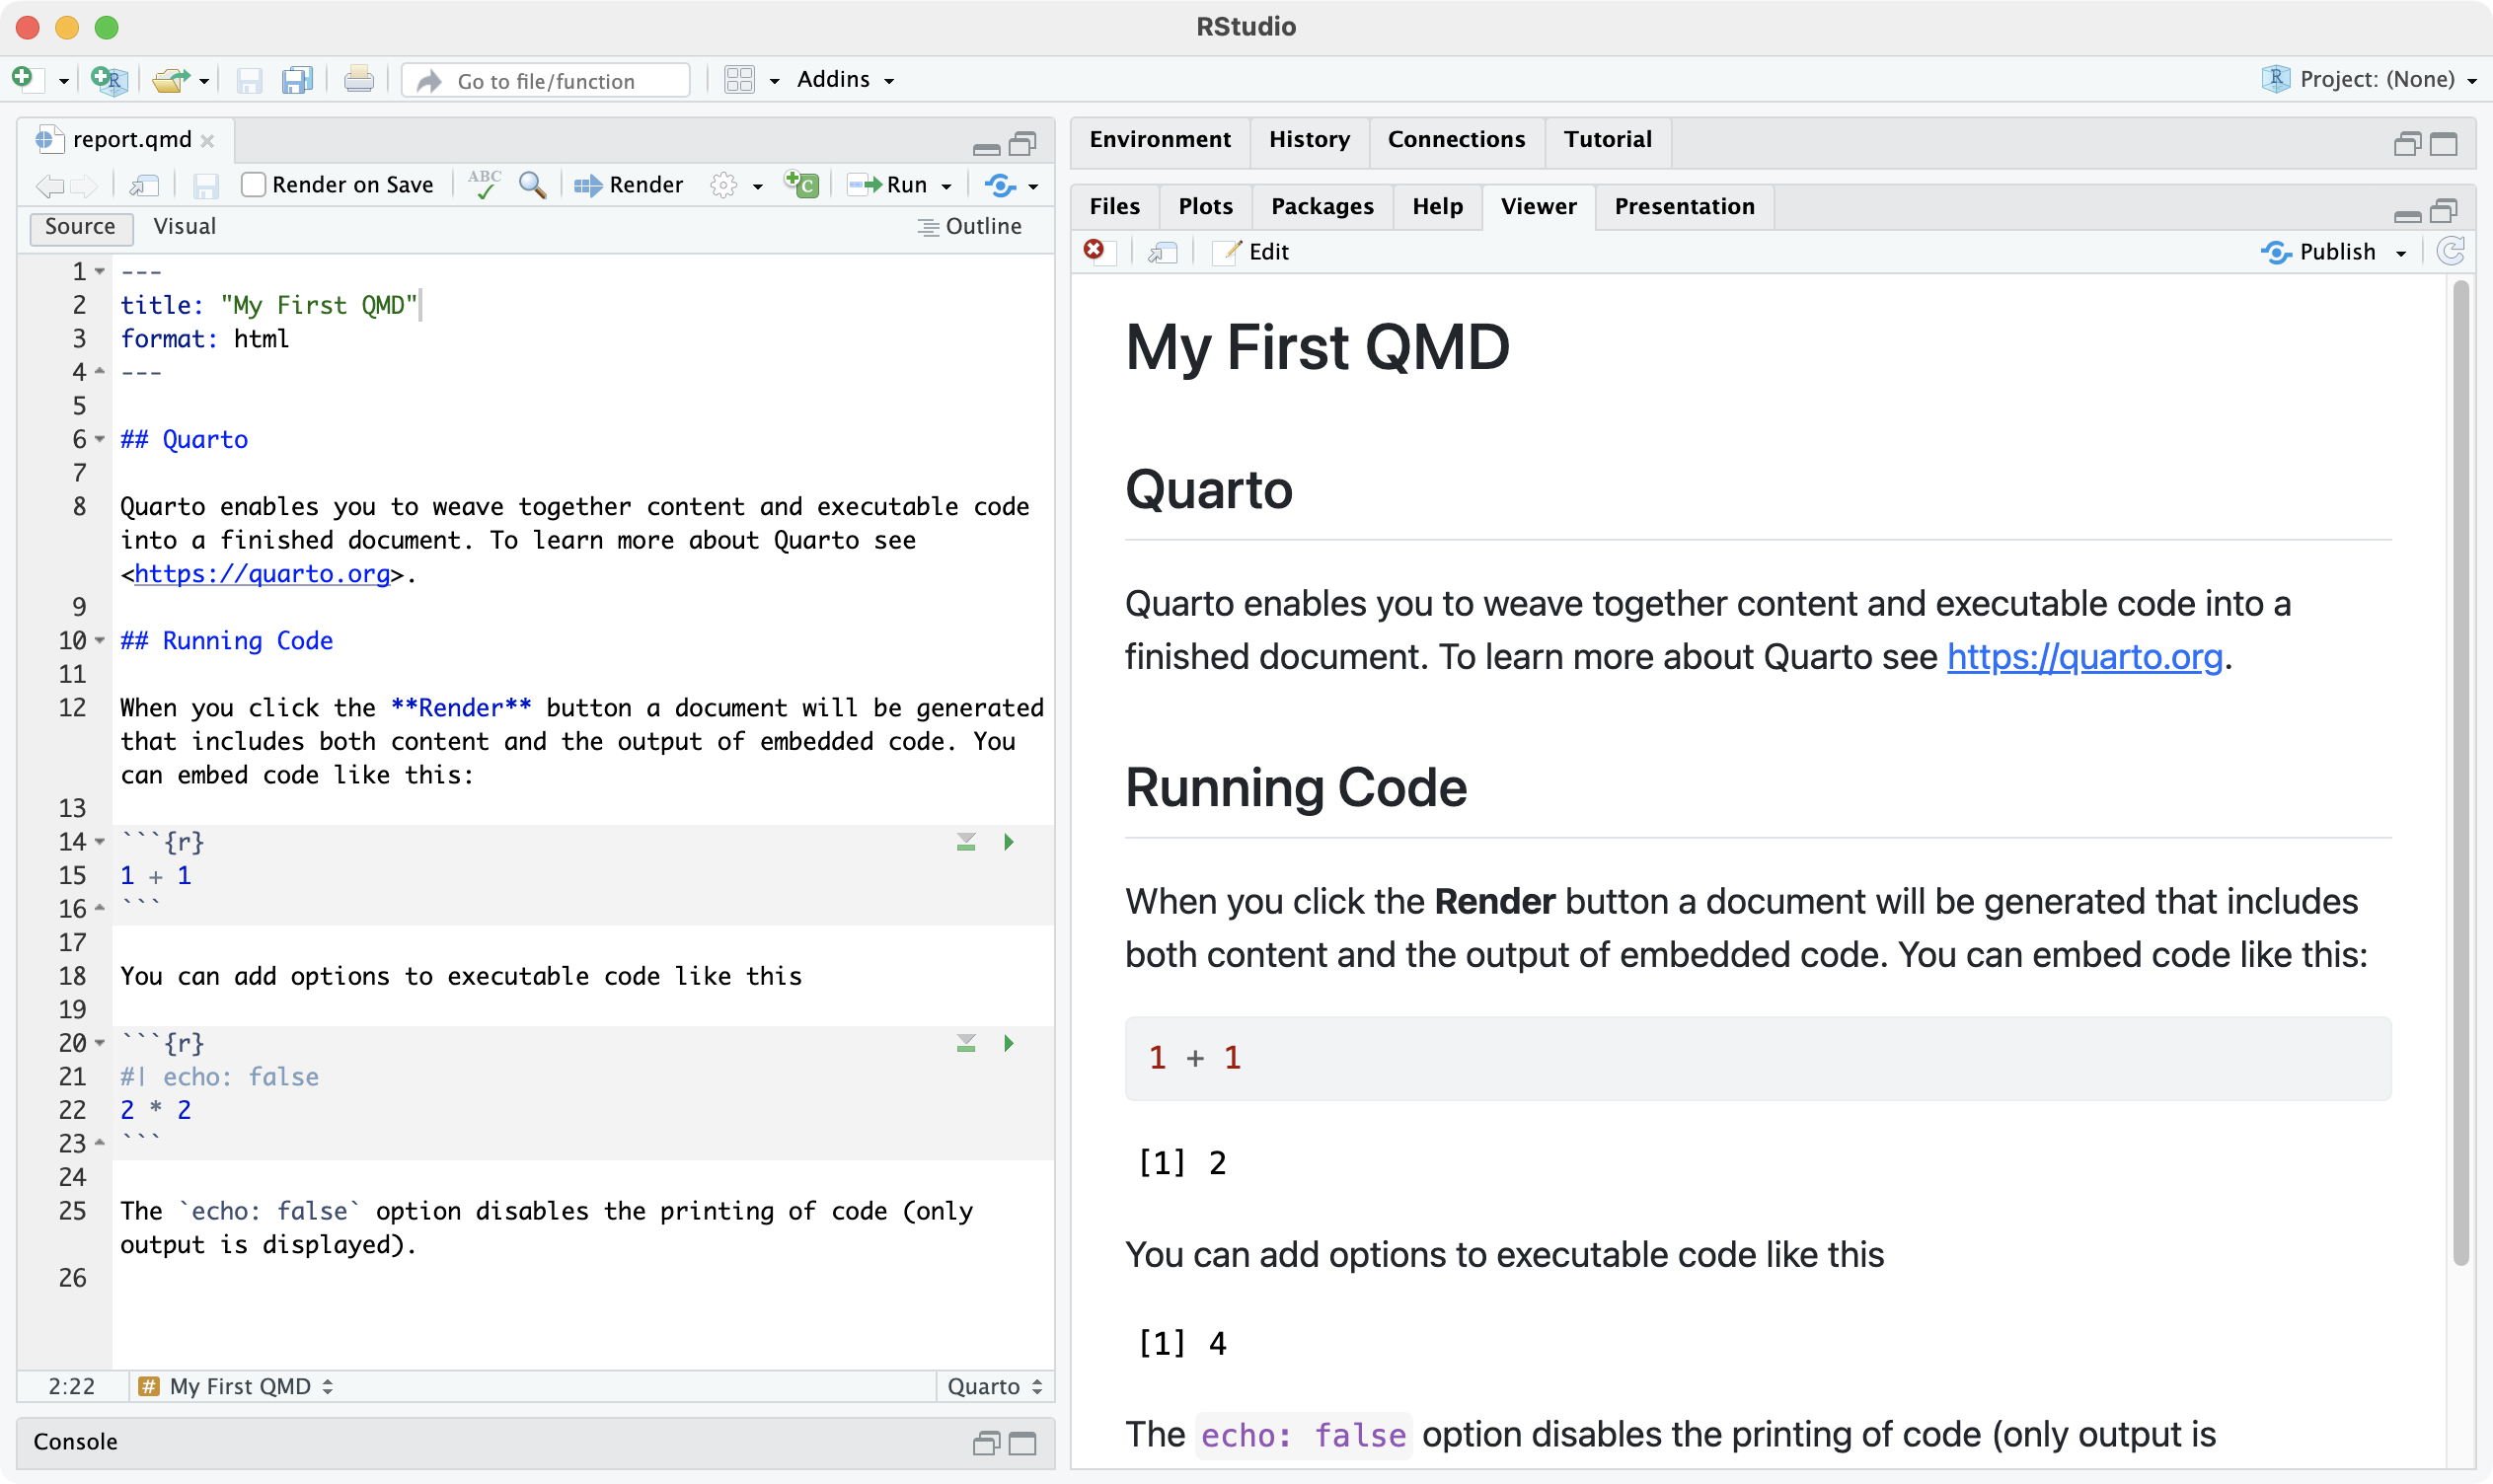 RStudio
Go to file/function
Addins
Project: (None)
report.qmd
Render on Save
ABC
Render
Run
Source
Visual
Outline
1 ---
2 title: "My First QMD"
3 format: html
4 ---
5
6 ## Quarto
7
8 Quarto enables you to weave together content and executable code
into a finished document. To learn more about Quarto see
<https://quarto.org>.
9
10 ## Running Code
11
12 When you click the **Render** button a document will be generated
that includes both content and the output of embedded code. You
can embed code like this:
13
14 ```{r}
15 1 + 1
16 ```
17
18 You can add options to executable code like this
19
20 ```{r}
21 #| echo: false
22 2 * 2
23 ```
24
25 The `echo: false` option disables the printing of code (only
output is displayed).
26
2:22
# My First QMD
Quarto
Console
Environment
History
Connections
Tutorial
Files
Plots
Packages
Help
Viewer
Presentation
Edit
Publish
My First QMD
Quarto
Quarto enables you to weave together content and executable code into a
finished document. To learn more about Quarto see https://quarto.org.
Running Code
When you click the Render button a document will be generated that includes
both content and the output of embedded code. You can embed code like this:
1 + 1
[1] 2
You can add options to executable code like this
[1] 4
The echo: false option disables the printing of code (only output is